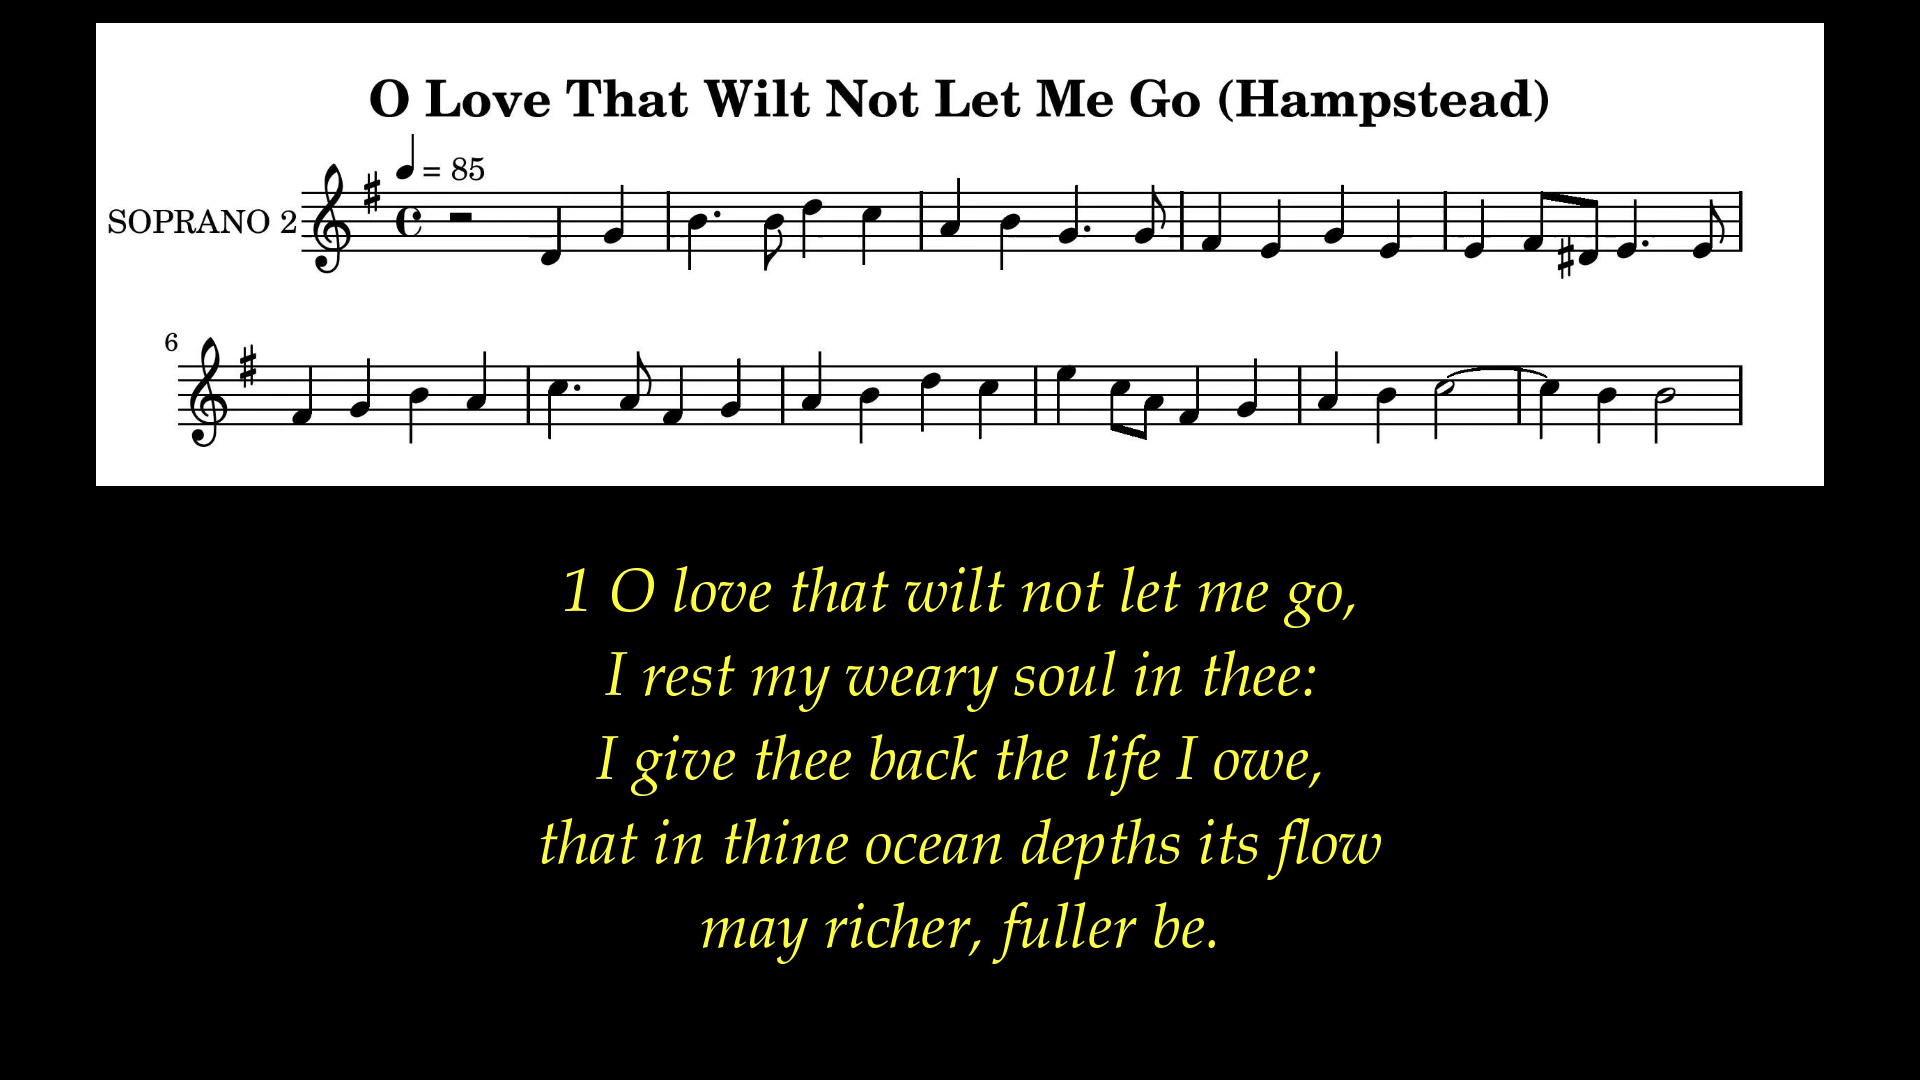 O Love That Wilt Not Let Me Go (Hampstead)
= 85
SOPRANO 2
6
1 O love that wilt not let me go,
I rest my weary soul in thee:
I give thee back the life I owe,
that in thine ocean depths its flow
may richer, fuller be.